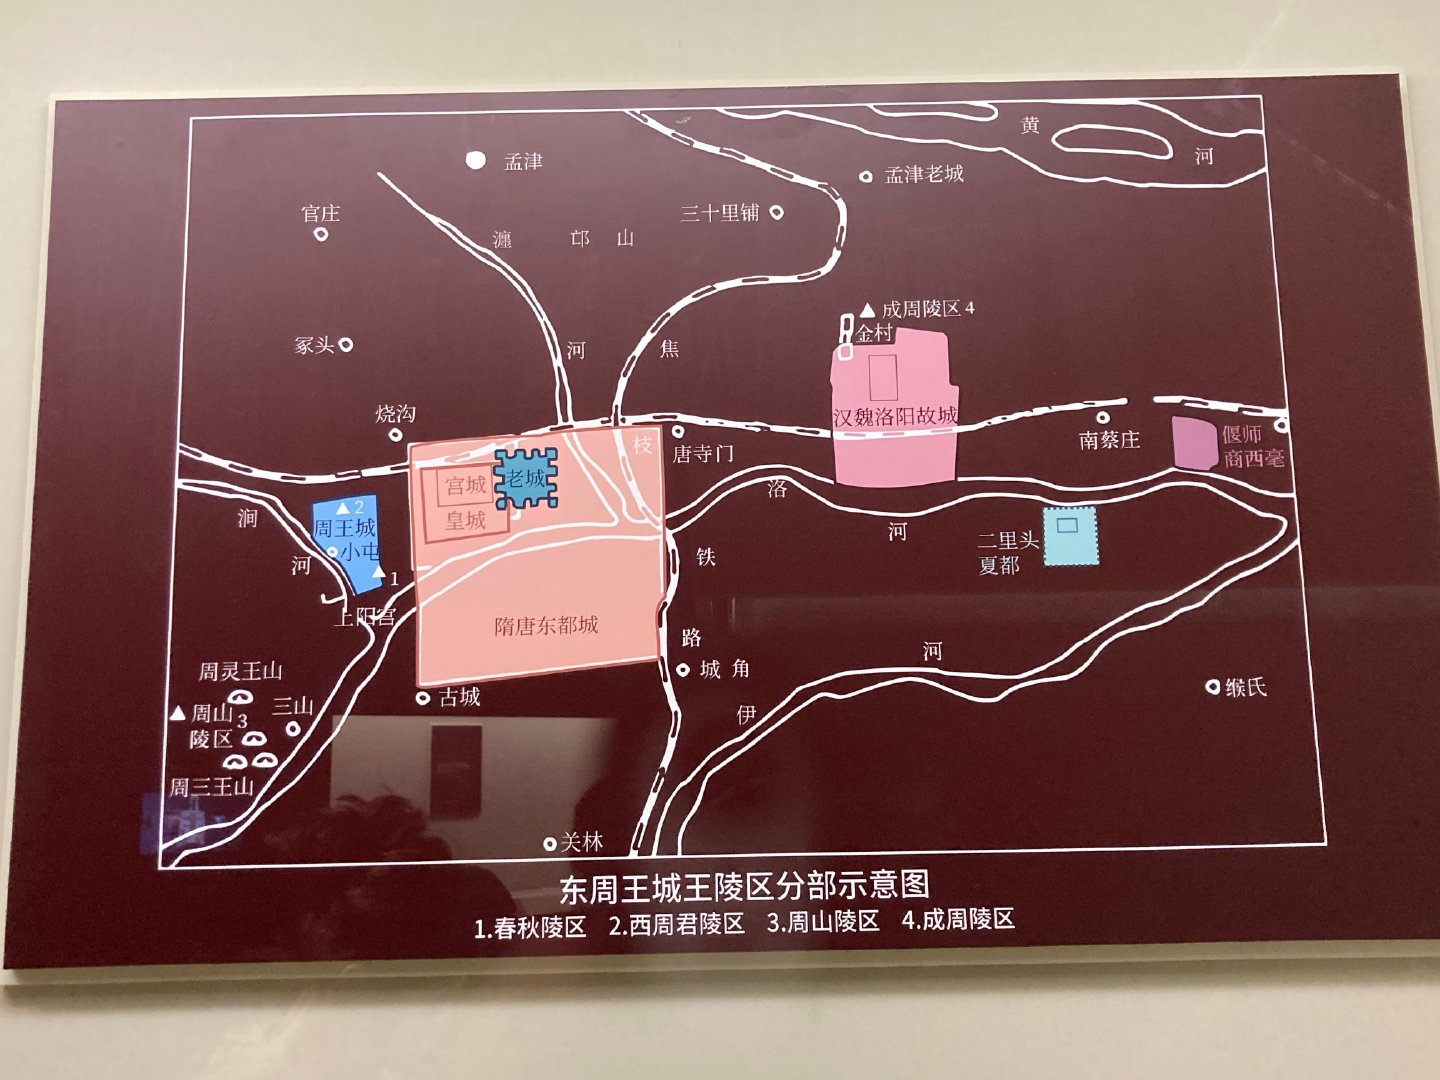 黄
河
孟津
孟津老城
官庄
三十里铺
瀍
邙
山
成周陵区4
金村
冢头
河
焦
烧沟
汉魏洛阳故城
枝
唐寺门
南蔡庄
偃师
商西亳
宫城
老城
皇城
洛
涧
2
周王城
小屯
河
河
铁
二里头
夏都
1
上阳宫
隋唐东都城
路
河
城角
周灵王山
古城
缑氏
周山
3
三山
陵区
伊
周三王山
关林
东周王城王陵区分部示意图
1.春秋陵区 2.西周君陵区 3.周山陵区 4.成周陵区